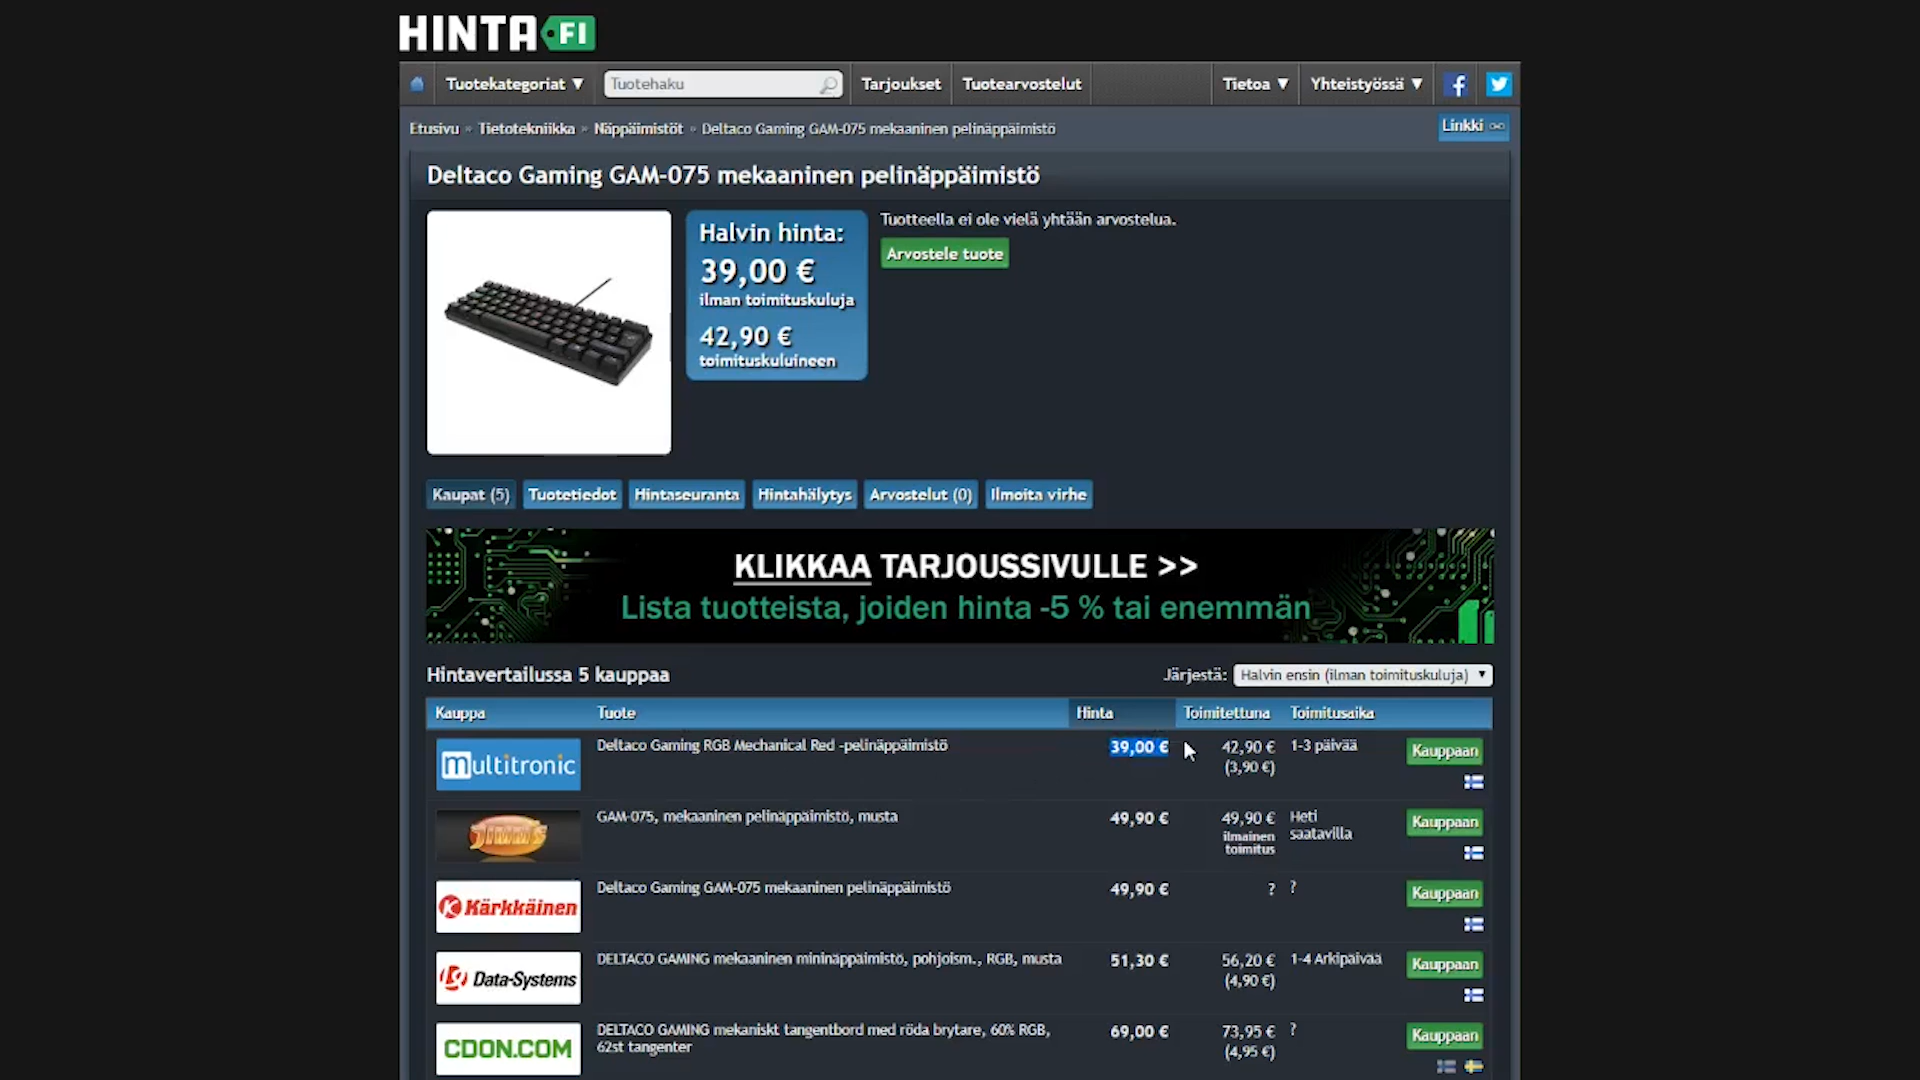 HINTA FI
Tuotekategoriat ▼ Tuotehaku Tarjoukset Tuotearvostelut Tietoa ▼ Yhteistyössä ▼
Etusivu » Tietotekniikka » Näppäimistöt » Deltaco Gaming GAM-075 mekaaninen pelinäppäimistö Linkki
Deltaco Gaming GAM-075 mekaaninen pelinäppäimistö
Halvin hinta:
39,00 €
ilman toimituskuluja
42,90 €
toimituskuluineen
Tuotteella ei ole vielä yhtään arvostelua.
Arvostele tuote
Kaupat (5) Tuotetiedot Hintaseuranta Hintahälytys Arvostelut (0) Ilmoita virhe
KLIKKAA TARJOUSSIVULLE >>
Lista tuotteista, joiden hinta -5 % tai enemmän
Hintavertailussa 5 kauppaa Järjestä: Halvin ensin (ilman toimituskuluja) ▼
Kauppa Tuote Hinta Toimitettuna Toimitusaika
multitronic Deltaco Gaming RGB Mechanical Red -pelinäppäimistö 39,00 € 42,90 € 1-3 päivää Kauppaan
(3,90 €)
JIMMS GAM-075, mekaaninen pelinäppäimistö, musta 49,90 € 49,90 € Heti Kauppaan
ilmainen saatavilla
toimitus
Kärkkäinen Deltaco Gaming GAM-075 mekaaninen pelinäppäimistö 49,90 € ? ? Kauppaan
Data-Systems DELTACO GAMING mekaaninen mininäppäimistö, pohjoism., RGB, musta 51,30 € 56,20 € 1-4 Arkipäivää Kauppaan
(4,90 €)
CDON.COM DELTACO GAMING mekaniskt tangentbord med röda brytare, 60% RGB, 69,00 € 73,95 € ? Kauppaan
62st tangenter (4,95 €)